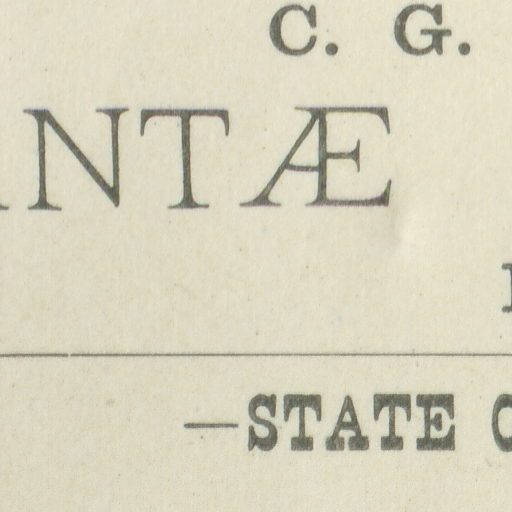 C. G.
NTÆ
—STATE